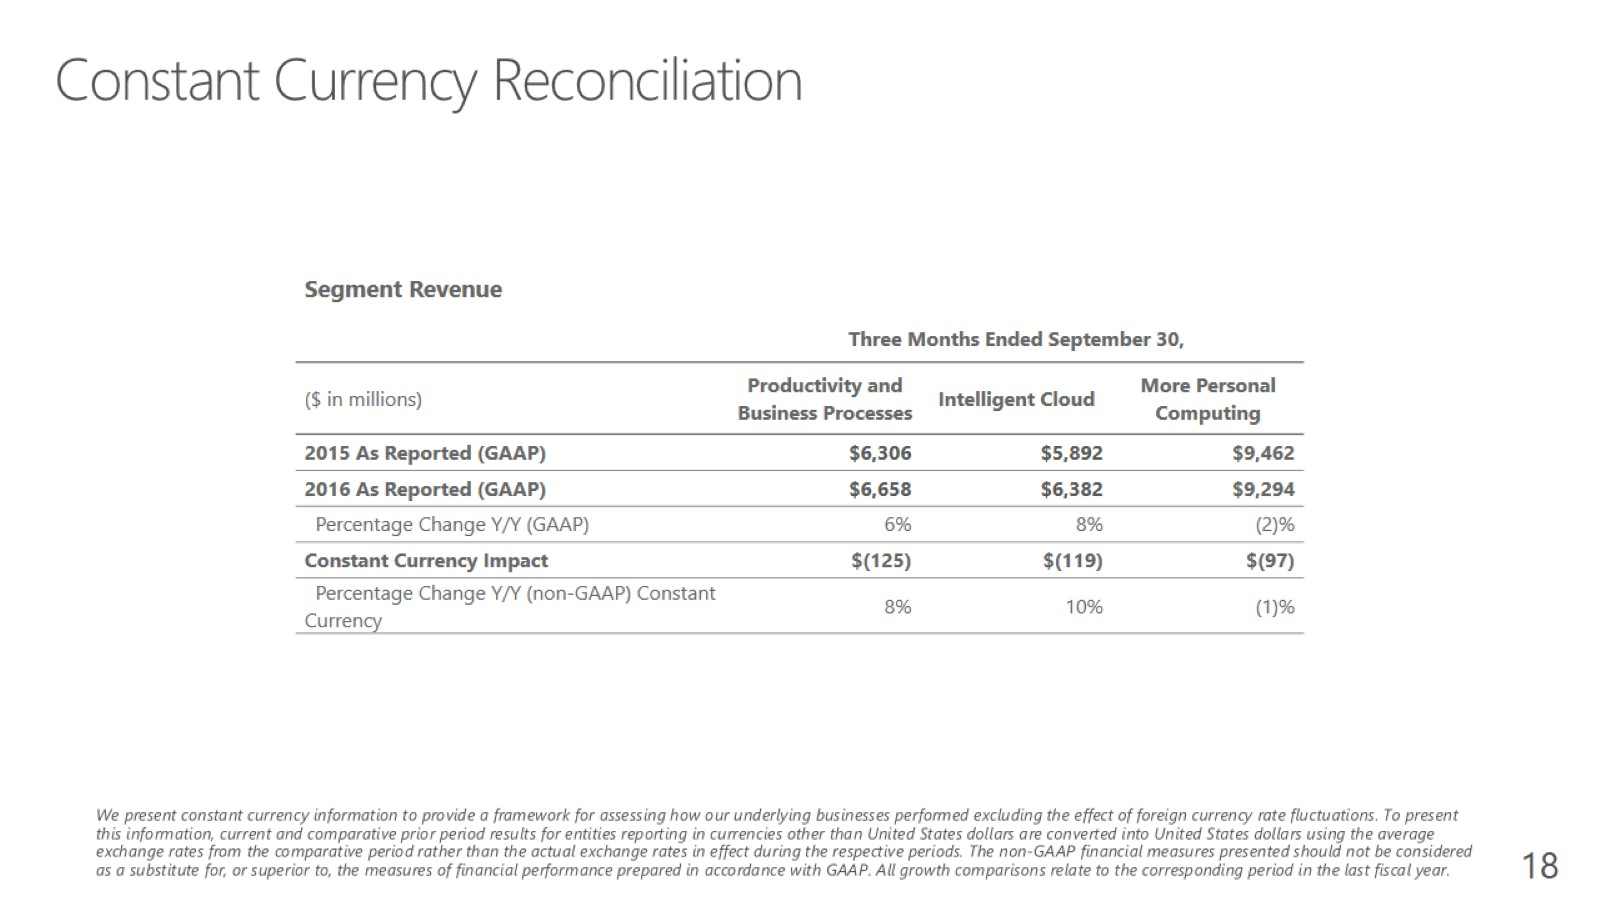 Constant Currency Reconciliation
Segment Revenue
Three Months Ended September 30,
($ in millions)
Productivity and
Business Processes
Intelligent Cloud
More Personal
Computing
2015 As Reported (GAAP) $6,306 $5,892 $9,462
2016 As Reported (GAAP) $6,658 $6,382 $9,294
Percentage Change Y/Y (GAAP) 6% 8% (2)%
Constant Currency Impact $(125) $(119) $(97)
Percentage Change Y/Y (non-GAAP) Constant
Currency 8% 10% (1)%
We present constant currency information to provide a framework for assessing how our underlying businesses performed excluding the effect of foreign currency rate fluctuations. To present
this information, current and comparative prior period results for entities reporting in currencies other than United States dollars are converted into United States dollars using the average
exchange rates from the comparative period rather than the actual exchange rates in effect during the respective periods. The non-GAAP financial measures presented should not be considered
as a substitute for, or superior to, the measures of financial performance prepared in accordance with GAAP. All growth comparisons relate to the corresponding period in the last fiscal year.
18